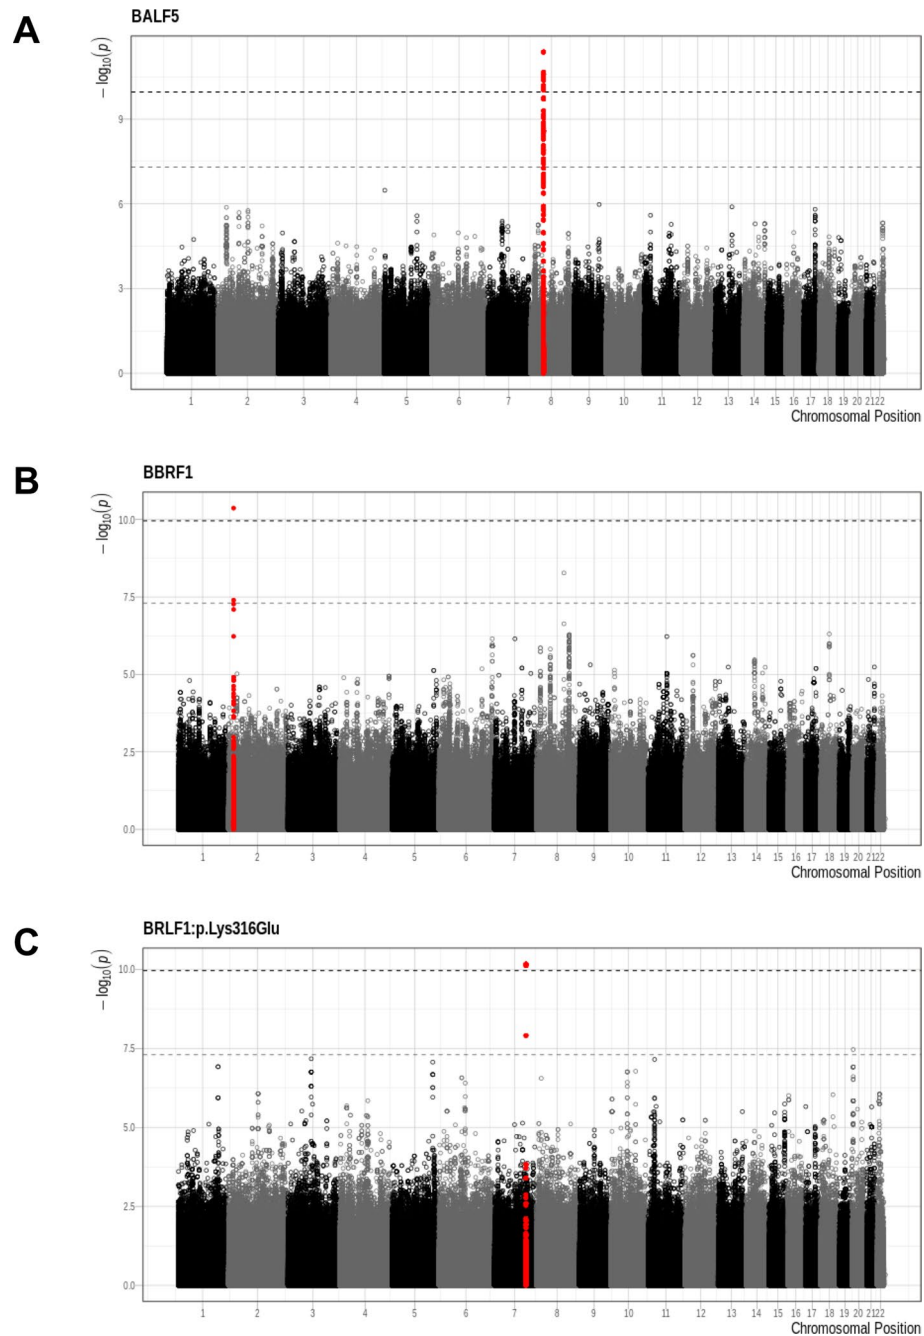 A
BALF5
− log10(p)
9
6
3
0
1 2 3 4 5 6 7 8 9 10 11 12 13 14 15 16 17 18 19 20 21 22
Chromosomal Position
B
BBRF1
− log10(p)
10.0
7.5
5.0
2.5
0.0
1 2 3 4 5 6 7 8 9 10 11 12 13 14 15 16 17 18 19 20 21 22
Chromosomal Position
C
BRLF1:p.Lys316Glu
− log10(p)
10.0
7.5
5.0
2.5
0.0
1 2 3 4 5 6 7 8 9 10 11 12 13 14 15 16 17 18 19 20 21 22
Chromosomal Position